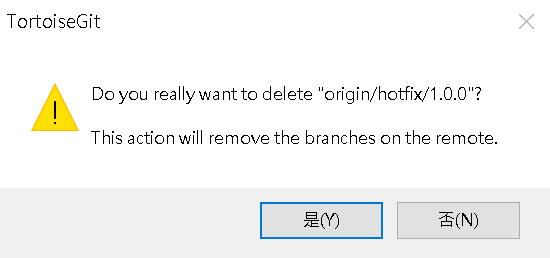 TortoiseGit
Do you really want to delete "origin/hotfix/1.0.0"?
This action will remove the branches on the remote.
是(Y)
否(N)